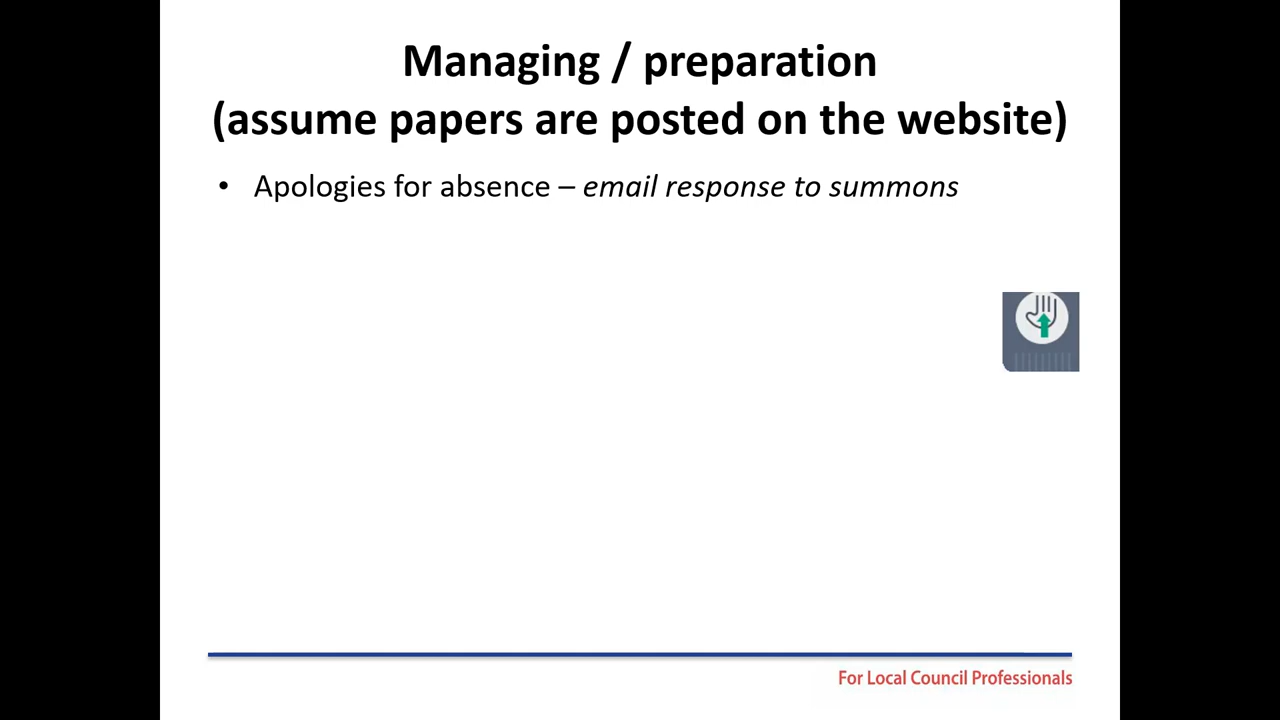 Managing / preparation
(assume papers are posted on the website)
• Apologies for absence – email response to summons
For Local Council Professionals